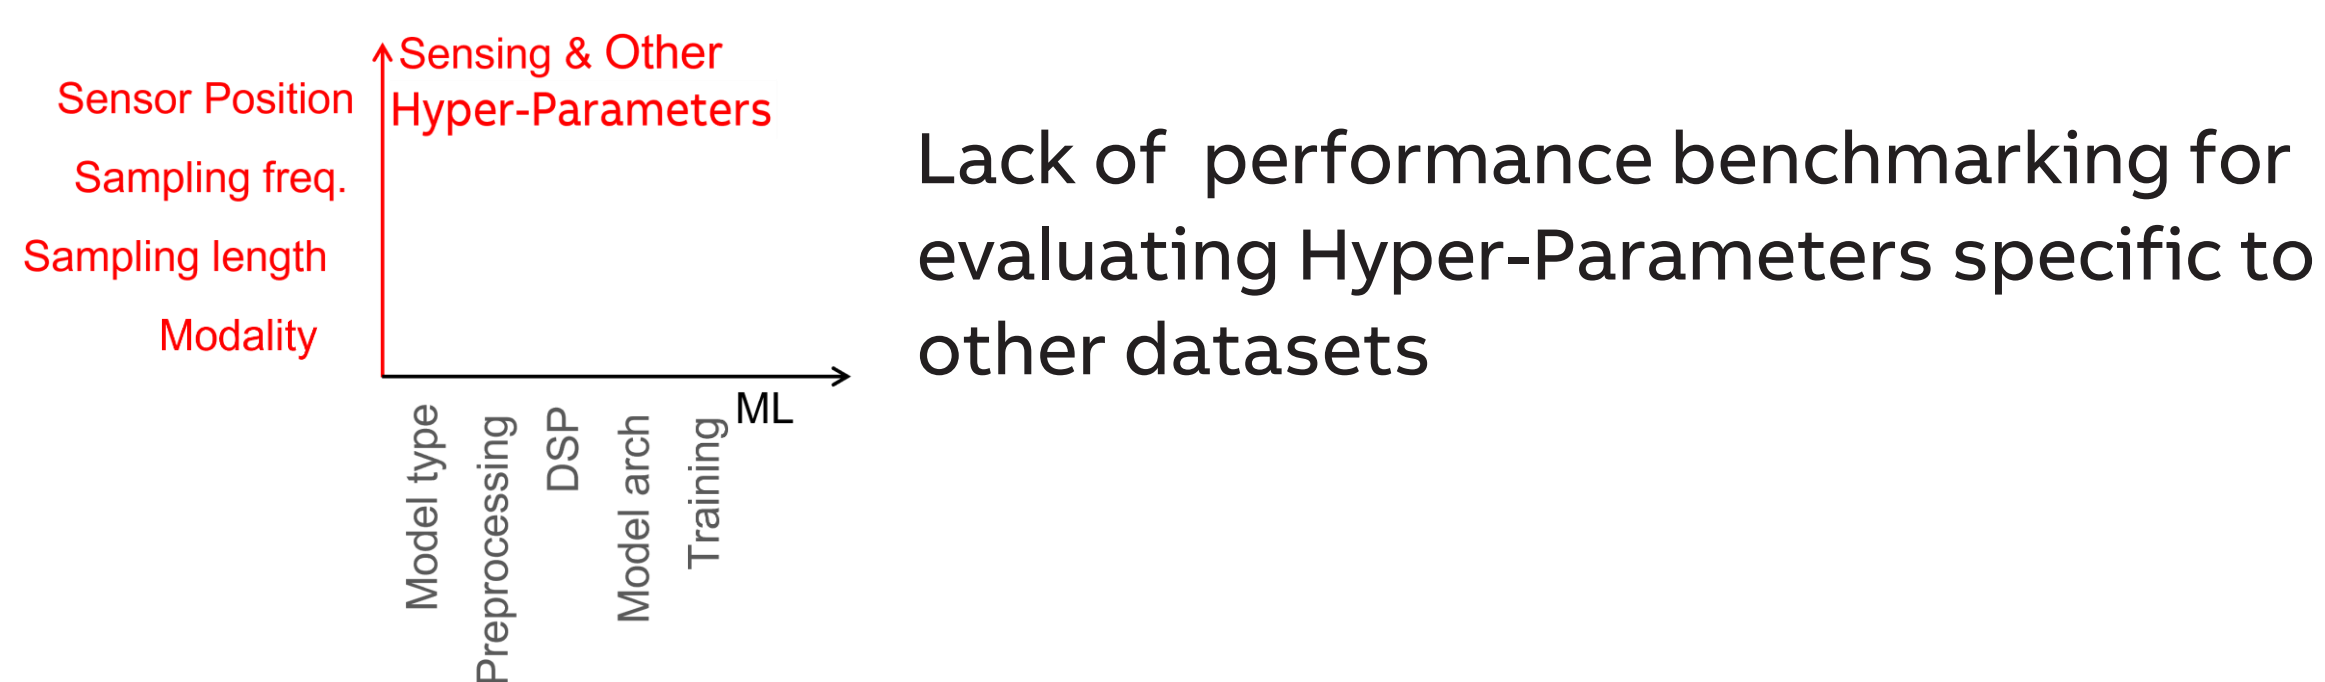 Sensing & Other
Hyper-Parameters
Sensor Position
Sampling freq.
Sampling length
Modality
ML
Model type
Preprocessing
DSP
Model arch
Training
Lack of  performance benchmarking for
evaluating Hyper-Parameters specific to
other datasets